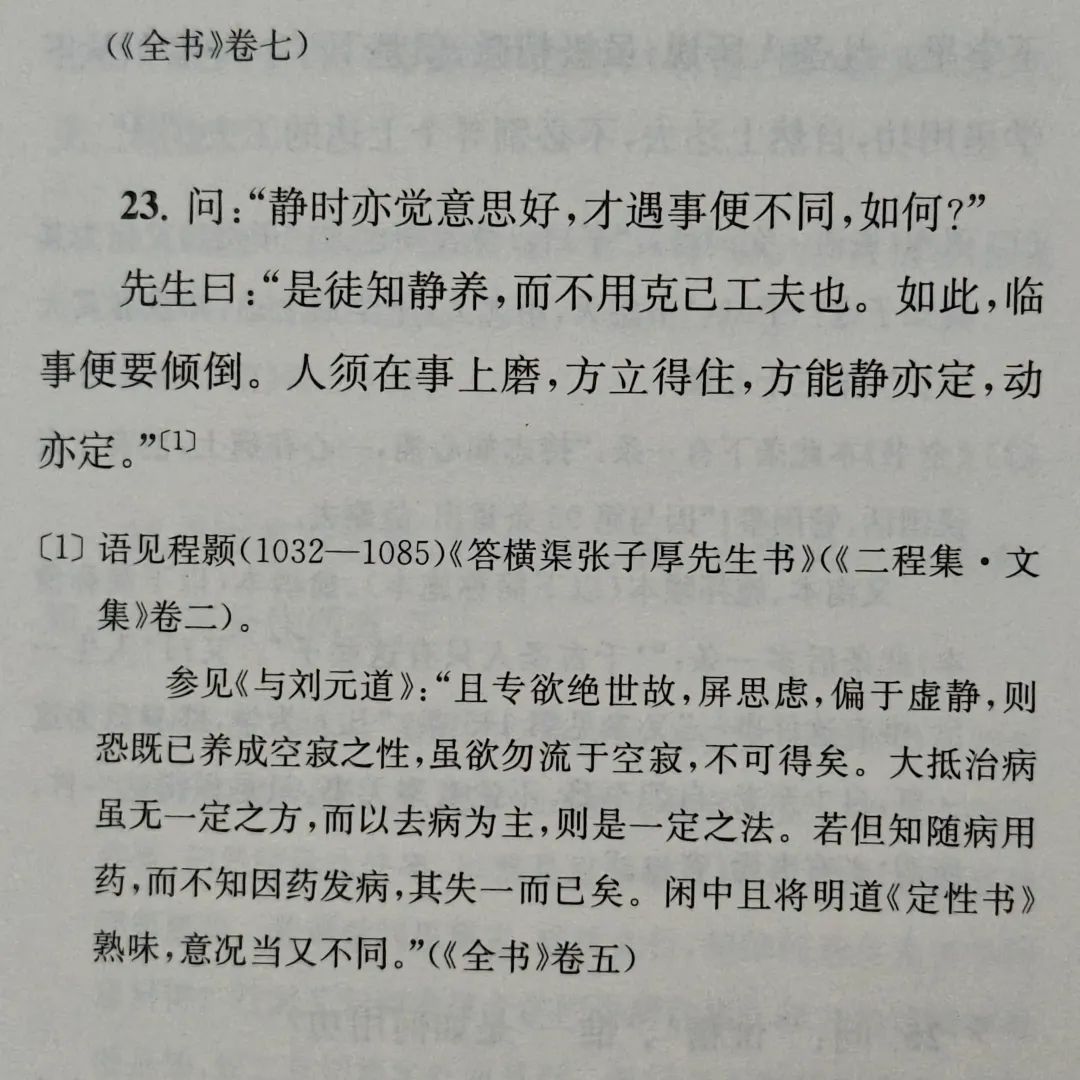 (《全书》卷七)
23. 问:“静时亦觉意思好,才遇事便不同,如何?”
先生曰:“是徒知静养,而不用克己工夫也。如此,临
事便要倾倒。人须在事上磨,方立得住,方能静亦定,动
亦定。”〔1〕
〔1〕语见程颢(1032—1085)《答横渠张子厚先生书》(《二程集·文
集》卷二)。
参见《与刘元道》:“且专欲绝世故,屏思虑,偏于虚静,则
恐既已养成空寂之性,虽欲勿流于空寂,不可得矣。大抵治病
虽无一定之方,而以去病为主,则是一定之法。若但知随病用
药,而不知因药发病,其失一而已矣。闲中且将明道《定性书》
熟味,意况当又不同。”(《全书》卷五)